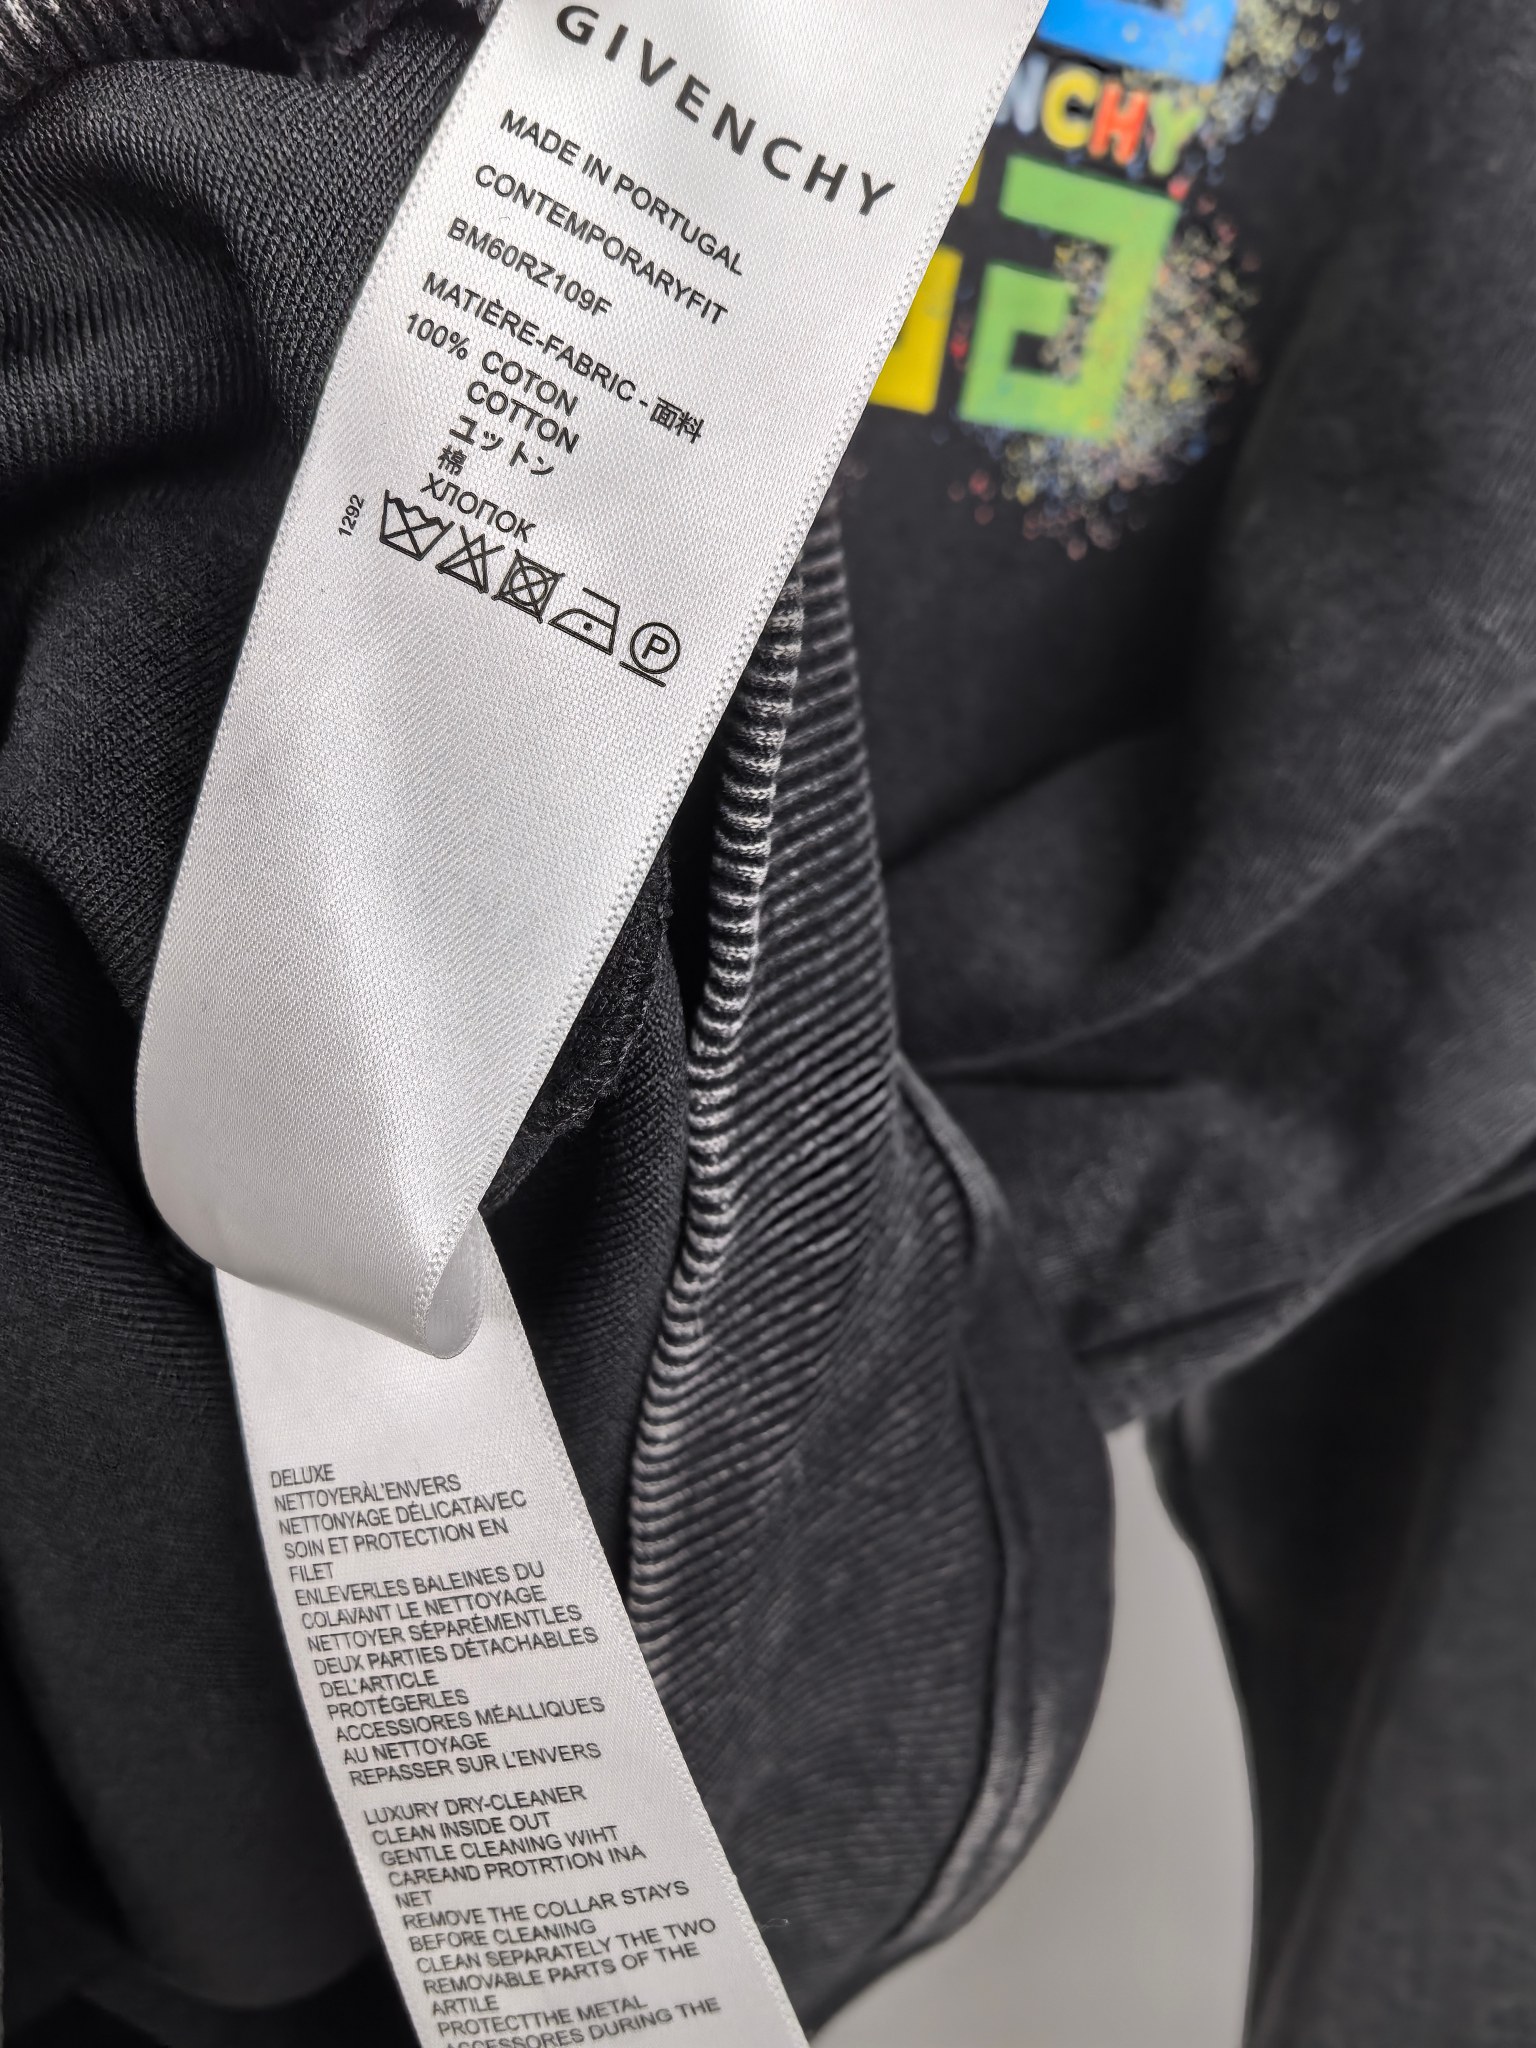 GIVENCHY
MADE IN PORTUGAL
CONTEMPORARYFIT
BM60RZ109F
MATIÈRE-FABRIC - 面料
100% COTON
COTTON
ユットン
棉
ХЛОПОК
1292
P
NCHY
DELUXE
NETTOYERÀL'ENVERS
NETTONYAGE DÉLICATAVEC
SOIN ET PROTECTION EN
FILET
ENLEVERLES BALEINES DU
COLAVANT LE NETTOYAGE
NETTOYER SÉPARÉMENTLES
DEUX PARTIES DÉTACHABLES
DEL'ARTICLE
PROTÉGERLES
ACCESSIORES MÉALLIQUES
AU NETTOYAGE
REPASSER SUR L'ENVERS
LUXURY DRY-CLEANER
CLEAN INSIDE OUT
GENTLE CLEANING WIHT
CAREAND PROTRTION INA
NET
REMOVE THE COLLAR STAYS
BEFORE CLEANING
CLEAN SEPARATELY THE TWO
REMOVABLE PARTS OF THE
ARTILE
PROTECTTHE METAL
ACCESSORES DURING THE